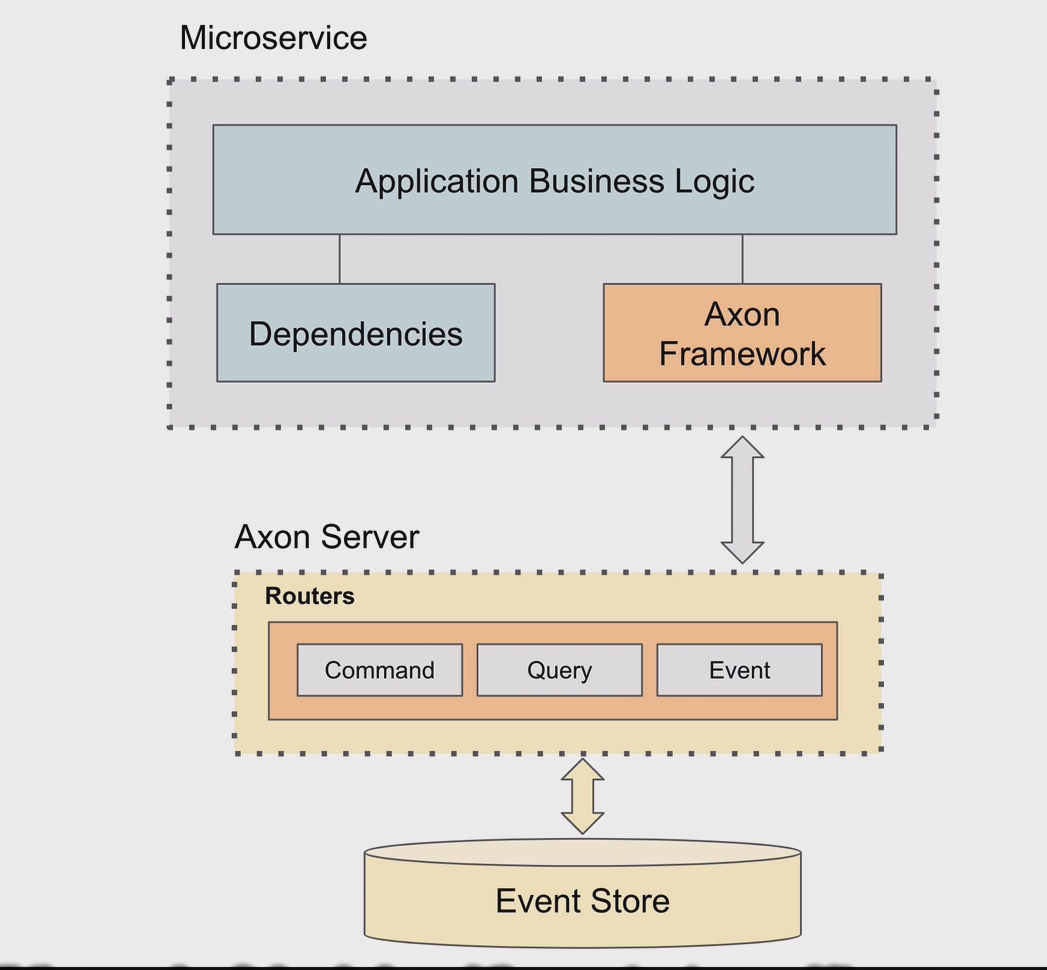 Microservice
Application Business Logic
Dependencies
Axon
Framework
Axon Server
Routers
Command
Query
Event
Event Store